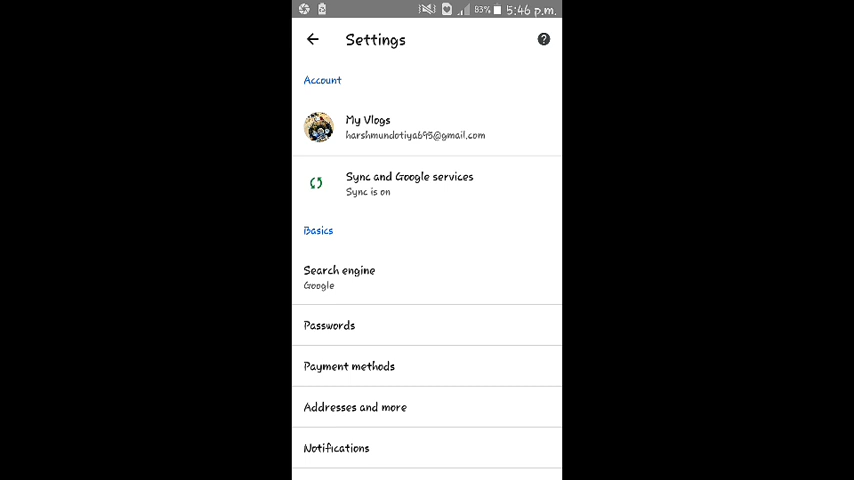 83% 5:46 p.m.
Settings
Account
My Vlogs
harshmundotiya695@gmail.com
Sync and Google services
Sync is on
Basics
Search engine
Google
Passwords
Payment methods
Addresses and more
Notifications